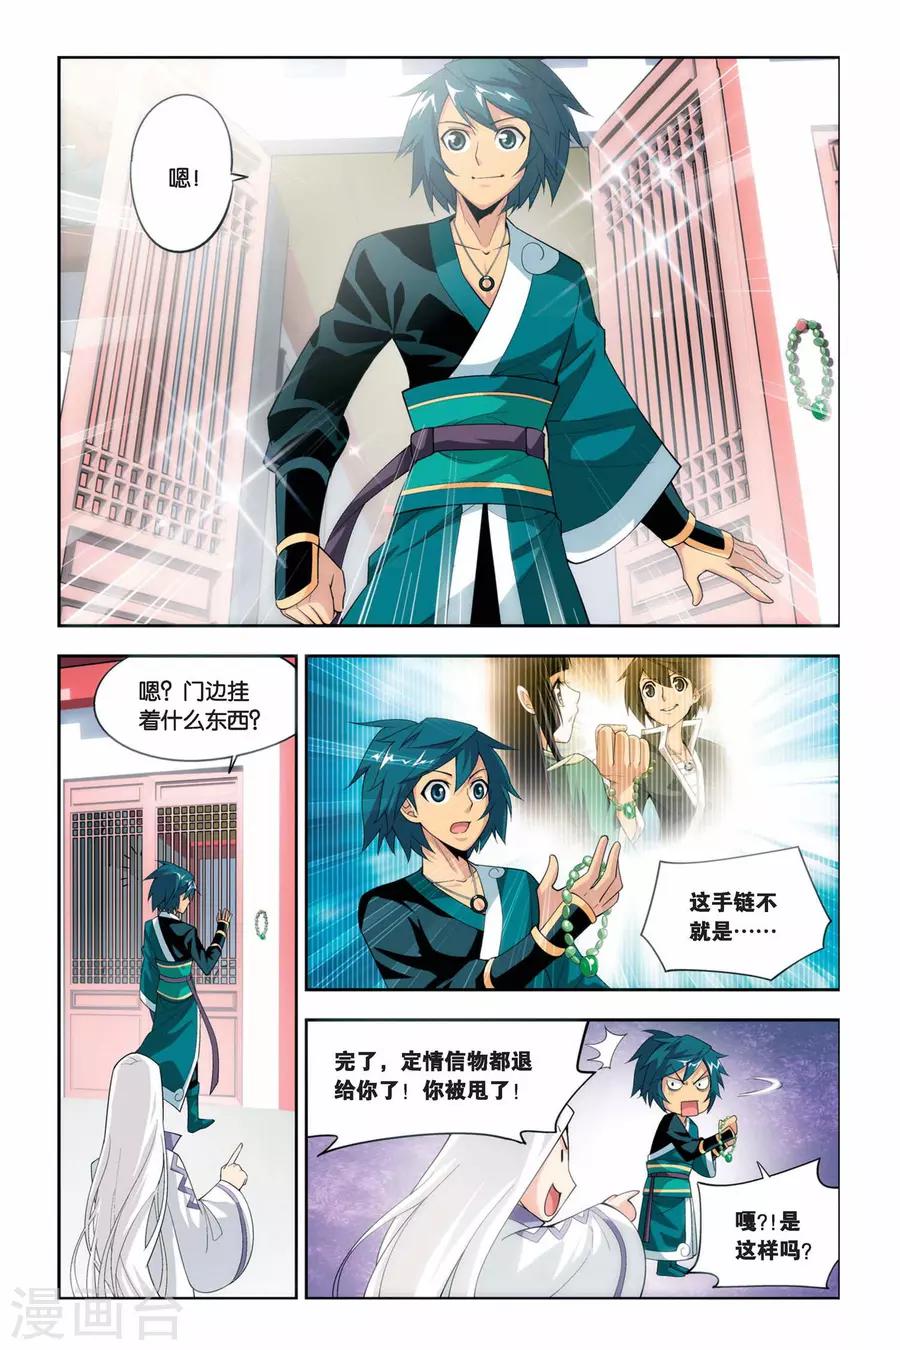 嗯!
嗯?门边挂
着什么东西?
这手链不
就是……
完了,定情信物都退
给你了!你被甩了!
嘎?!是
这样吗?
漫画台